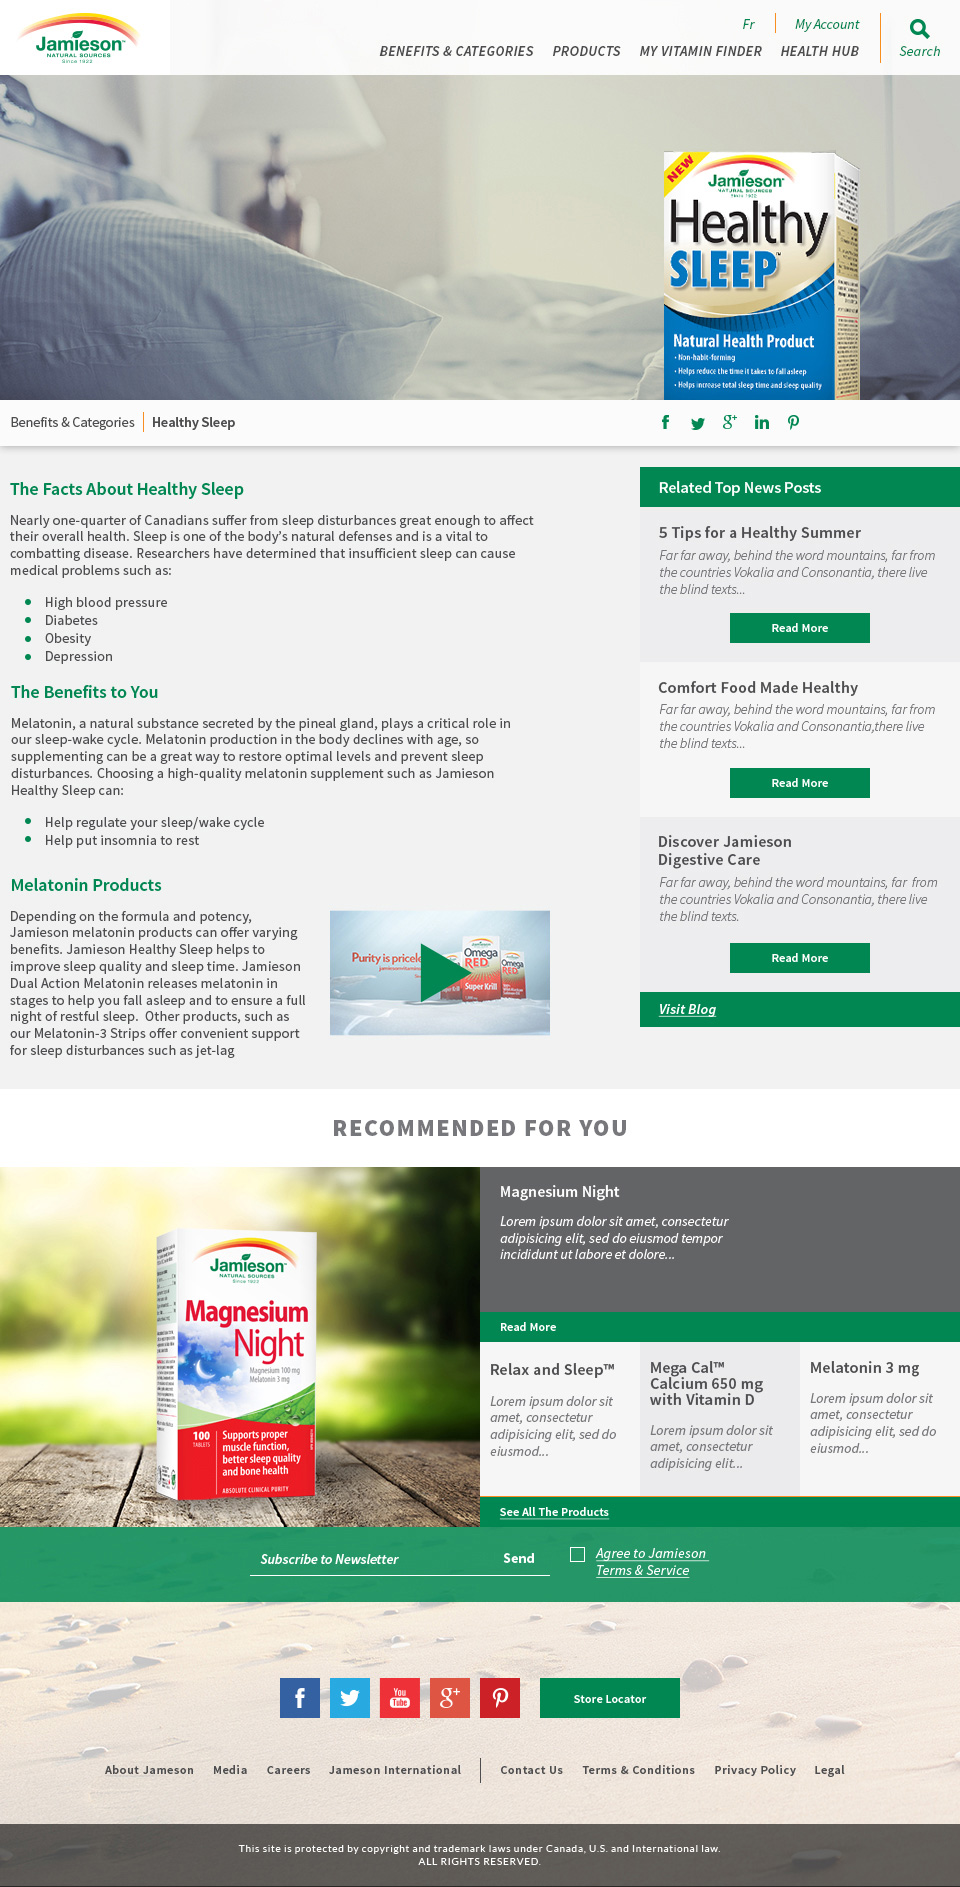 Jamieson
NATURAL SOURCES
Since 1922
Fr
My Account
BENEFITS & CATEGORIES
PRODUCTS
MY VITAMIN FINDER
HEALTH HUB
Search
NEW
Jamieson
NATURAL SOURCES
Since 1922
Healthy
SLEEP™
Natural Health Product
• Non-habit-forming
• Helps reduce the time it takes to fall asleep
• Helps increase total sleep time and sleep quality
Benefits & Categories
Healthy Sleep
The Facts About Healthy Sleep
Nearly one-quarter of Canadians suffer from sleep disturbances great enough to affect
their overall health. Sleep is one of the body's natural defenses and is a vital to
combatting disease. Researchers have determined that insufficient sleep can cause
medical problems such as:
High blood pressure
Diabetes
Obesity
Depression
The Benefits to You
Melatonin, a natural substance secreted by the pineal gland, plays a critical role in
our sleep-wake cycle. Melatonin production in the body declines with age, so
supplementing can be a great way to restore optimal levels and prevent sleep
disturbances. Choosing a high-quality melatonin supplement such as Jamieson
Healthy Sleep can:
Help regulate your sleep/wake cycle
Help put insomnia to rest
Melatonin Products
Depending on the formula and potency,
Jamieson melatonin products can offer varying
benefits. Jamieson Healthy Sleep helps to
improve sleep quality and sleep time. Jamieson
Dual Action Melatonin releases melatonin in
stages to help you fall asleep and to ensure a full
night of restful sleep.  Other products, such as
our Melatonin-3 Strips offer convenient support
for sleep disturbances such as jet-lag
Purity is
Omega
RED
Super Krill
Related Top News Posts
5 Tips for a Healthy Summer
Far far away, behind the word mountains, far from
the countries Vokalia and Consonantia, there live
the blind texts...
Read More
Comfort Food Made Healthy
Far far away, behind the word mountains, far from
the countries Vokalia and Consonantia,there live
the blind texts...
Read More
Discover Jamieson
Digestive Care
Far far away, behind the word mountains, far  from
the countries Vokalia and Consonantia, there live
the blind texts.
Read More
Visit Blog
RECOMMENDED FOR YOU
Jamieson
NATURAL SOURCES
Since 1922
Magnesium
Night
Magnesium 100 mg
Melatonin 3 mg
100
TABLETS
Supports proper
muscle function,
better sleep quality
and bone health
ABSOLUTE CLINICAL PURITY
Magnesium Night
Lorem ipsum dolor sit amet, consectetur
adipisicing elit, sed do eiusmod tempor
incididunt ut labore et dolore...
Read More
Relax and Sleep™
Lorem ipsum dolor sit
amet, consectetur
adipisicing elit, sed do
eiusmod...
Mega Cal™
Calcium 650 mg
with Vitamin D
Lorem ipsum dolor sit
amet, consectetur
adipisicing elit...
Melatonin 3 mg
Lorem ipsum dolor sit
amet, consectetur
adipisicing elit, sed do
eiusmod...
See All The Products
Subscribe to Newsletter
Send
Agree to Jamieson
Terms & Service
You
Tube
Store Locator
About Jameson
Media
Careers
Jameson International
Contact Us
Terms & Conditions
Privacy Policy
Legal
This site is protected by copyright and trademark laws under Canada, U.S. and International law.
ALL RIGHTS RESERVED.